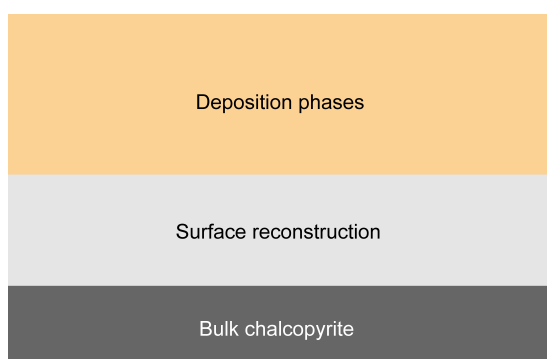 Deposition phases
Surface reconstruction
Bulk chalcopyrite